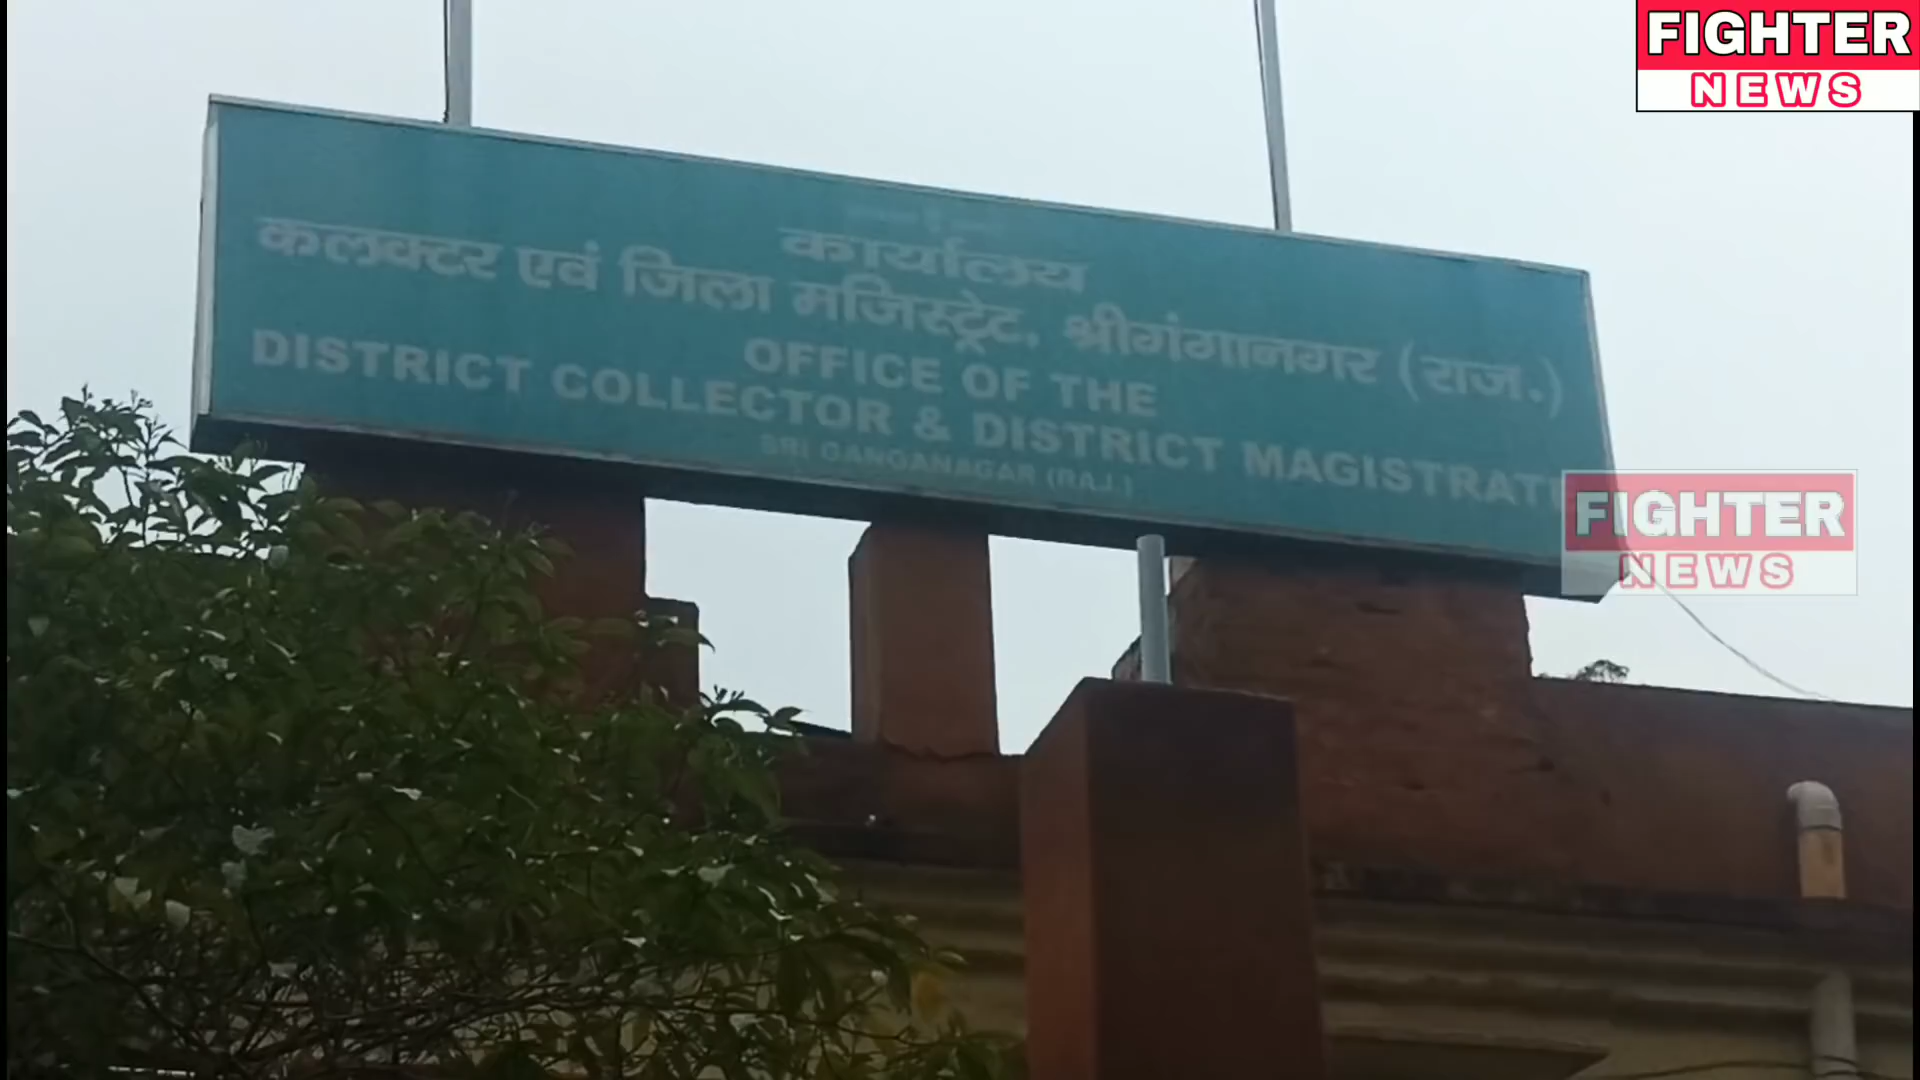 FIGHTER
NEWS
कार्यालय
कलक्टर एवं जिला मजिस्ट्रेट, श्रीगंगानगर (राज.)
OFFICE OF THE
DISTRICT COLLECTOR & DISTRICT MAGISTRATE
SRI GANGANAGAR (RAJ.)
FIGHTER
NEWS